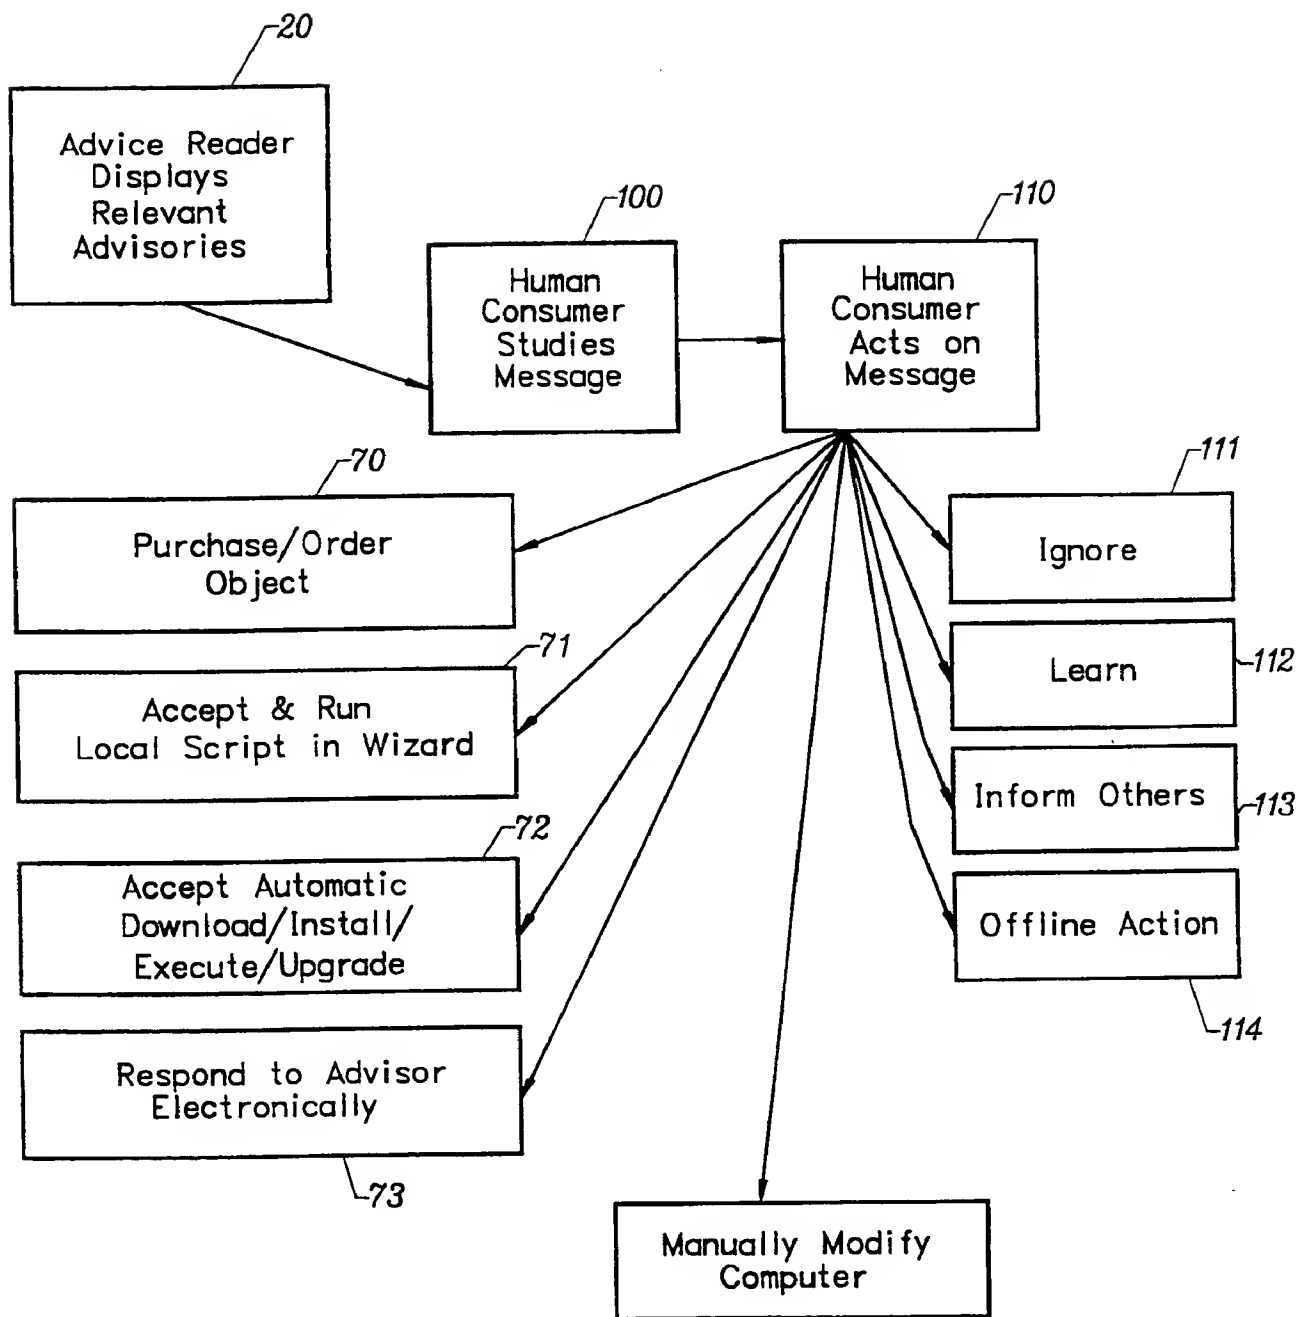 20
Advice Reader
Displays
Relevant
Advisories
100
Human
Consumer
Studies
Message
110
Human
Consumer
Acts on
Message
70
Purchase/Order
Object
71
Accept & Run
Local Script in Wizard
72
Accept Automatic
Download/Install/
Execute/Upgrade
Respond to Advisor
Electronically
73
111
Ignore
Learn
112
Inform Others
113
Offline Action
114
Manually Modify
Computer